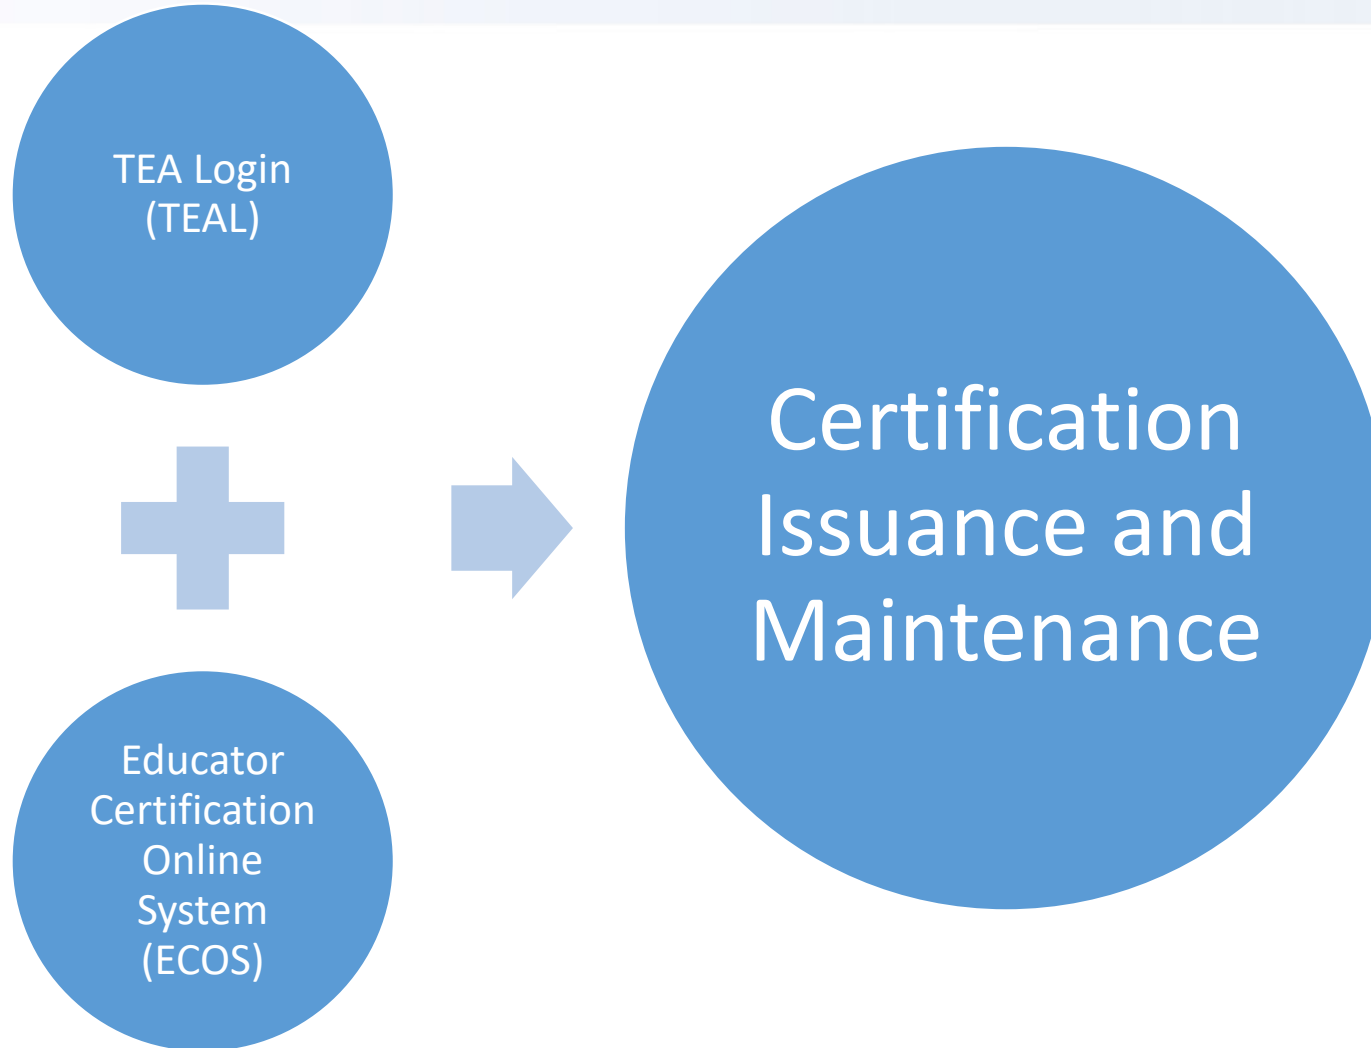 TEA Login
(TEAL)
Educator
Certification
Online
System
(ECOS)
Certification
Issuance and
Maintenance